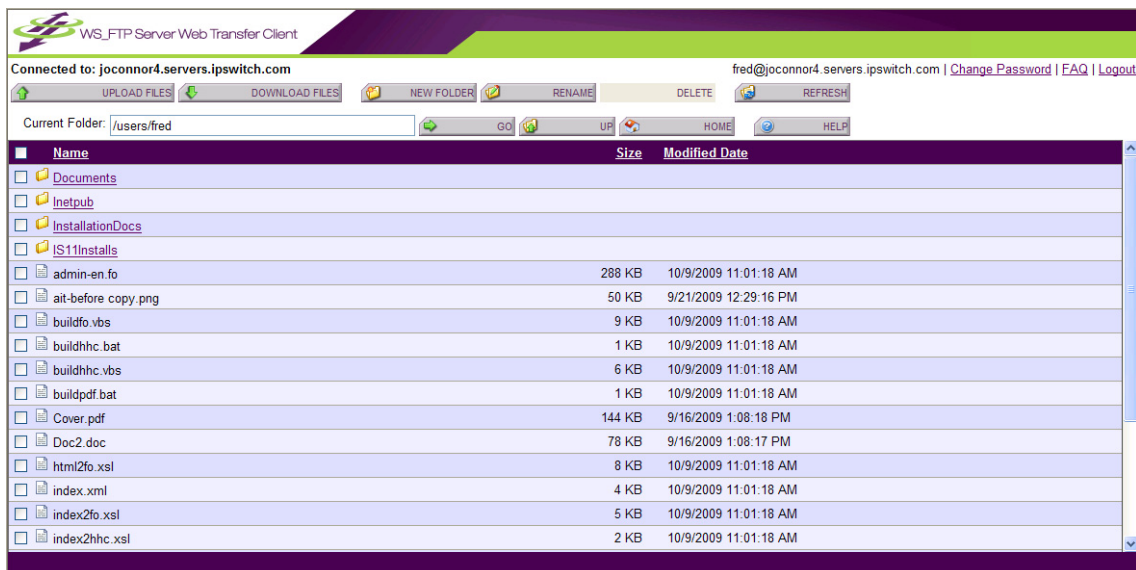 WS_FTP Server Web Transfer Client
Connected to: joconnor4.servers.ipswitch.com fred@joconnor4.servers.ipswitch.com | Change Password | FAQ | Logout
UPLOAD FILES DOWNLOAD FILES NEW FOLDER RENAME DELETE REFRESH
Current Folder: /users/fred GO UP HOME HELP
Name Size Modified Date
Documents
Inetpub
InstallationDocs
IS11Installs
admin-en.fo 288 KB 10/9/2009 11:01:18 AM
ait-before copy.png 50 KB 9/21/2009 12:29:16 PM
buildfo.vbs 9 KB 10/9/2009 11:01:18 AM
buildhhc.bat 1 KB 10/9/2009 11:01:18 AM
buildhhc.vbs 6 KB 10/9/2009 11:01:18 AM
buildpdf.bat 1 KB 10/9/2009 11:01:18 AM
Cover.pdf 144 KB 9/16/2009 1:08:18 PM
Doc2.doc 78 KB 9/16/2009 1:08:17 PM
html2fo.xsl 8 KB 10/9/2009 11:01:18 AM
index.xml 4 KB 10/9/2009 11:01:18 AM
index2fo.xsl 5 KB 10/9/2009 11:01:18 AM
index2hhc.xsl 2 KB 10/9/2009 11:01:18 AM